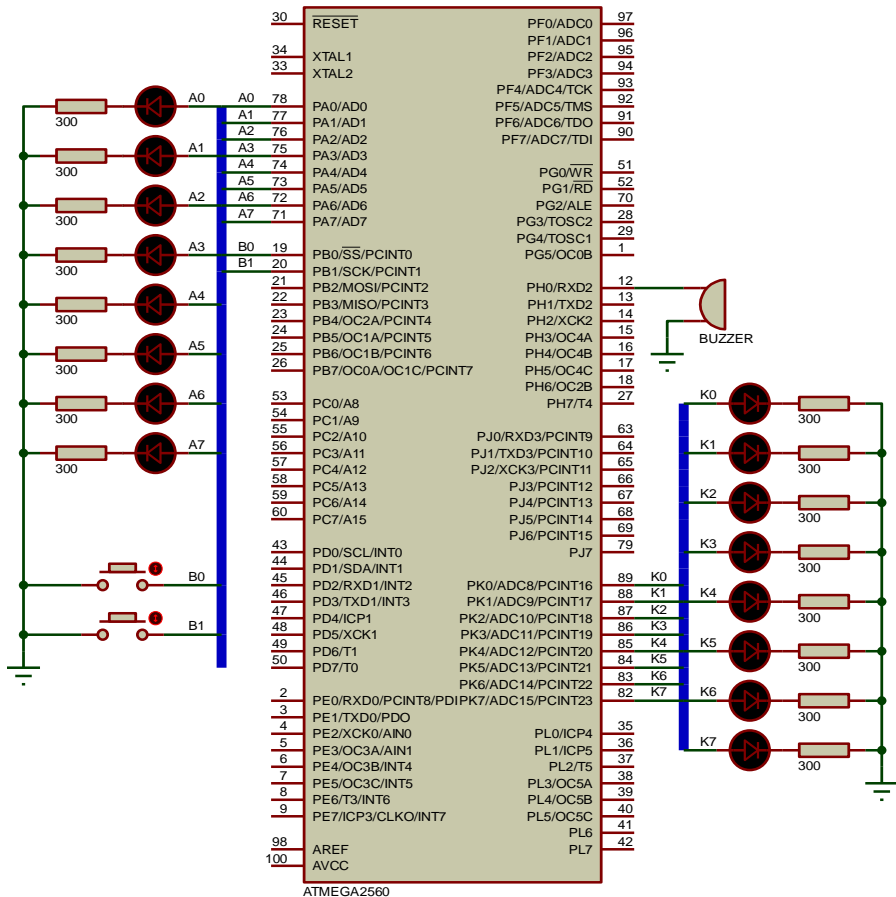 30 RESET PF0/ADC0 97
PF1/ADC1 96
34 XTAL1 PF2/ADC2 95
33 XTAL2 PF3/ADC3 94
PF4/ADC4/TCK 93
300 A0 A0 78 PA0/AD0 PF5/ADC5/TMS 92
A1 77 PA1/AD1 PF6/ADC6/TDO 91
A2 76 PA2/AD2 PF7/ADC7/TDI 90
300 A1 A3 75 PA3/AD3
A4 74 PA4/AD4 PG0/WR 51
A5 73 PA5/AD5 PG1/RD 52
300 A2 A6 72 PA6/AD6 PG2/ALE 70
A7 71 PA7/AD7 PG3/TOSC2 28
PG4/TOSC1 29
300 A3 B0 19 PB0/SS/PCINT0 PG5/OC0B 1
B1 20 PB1/SCK/PCINT1
21 PB2/MOSI/PCINT2 PH0/RXD2 12
300 A4 22 PB3/MISO/PCINT3 PH1/TXD2 13
23 PB4/OC2A/PCINT4 PH2/XCK2 14
24 PB5/OC1A/PCINT5 PH3/OC4A 15
BUZZER
300 A5 25 PB6/OC1B/PCINT6 PH4/OC4B 16
26 PB7/OC0A/OC1C/PCINT7 PH5/OC4C 17
PH6/OC2B 18
300 A6 53 PC0/A8 PH7/T4 27 K0 300
54 PC1/A9
55 PC2/A10 PJ0/RXD3/PCINT9 63
300 A7 56 PC3/A11 PJ1/TXD3/PCINT10 64 K1 300
57 PC4/A12 PJ2/XCK3/PCINT11 65
58 PC5/A13 PJ3/PCINT12 66
59 PC6/A14 PJ4/PCINT13 67 K2 300
60 PC7/A15 PJ5/PCINT14 68
PJ6/PCINT15 69
43 PD0/SCL/INT0 PJ7 79 K3 300
44 PD1/SDA/INT1
B0 45 PD2/RXD1/INT2 PK0/ADC8/PCINT16 89 K0
46 PD3/TXD1/INT3 PK1/ADC9/PCINT17 88 K1 K4 300
47 PD4/ICP1 PK2/ADC10/PCINT18 87 K2
B1 48 PD5/XCK1 PK3/ADC11/PCINT19 86 K3
49 PD6/T1 PK4/ADC12/PCINT20 85 K4 K5 300
50 PD7/T0 PK5/ADC13/PCINT21 84 K5
PK6/ADC14/PCINT22 83 K6
2 PE0/RXD0/PCINT8/PDI PK7/ADC15/PCINT23 82 K7 K6 300
3 PE1/TXD0/PDO
4 PE2/XCK0/AIN0 PL0/ICP4 35
5 PE3/OC3A/AIN1 PL1/ICP5 36 K7 300
6 PE4/OC3B/INT4 PL2/T5 37
7 PE5/OC3C/INT5 PL3/OC5A 38
8 PE6/T3/INT6 PL4/OC5B 39
9 PE7/ICP3/CLKO/INT7 PL5/OC5C 40
PL6 41
98 AREF PL7 42
100 AVCC
ATMEGA2560